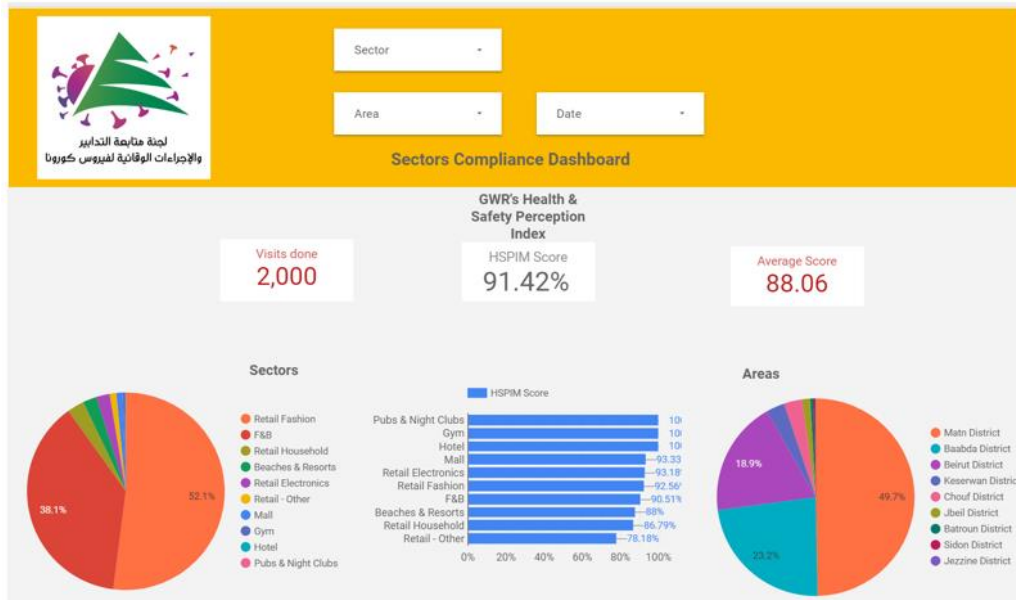 لجنة متابعة التدابير
والإجراءات الوقائية لفيروس كورونا
Sector
Area
Date
Sectors Compliance Dashboard
GWR's Health &
Safety Perception
Index
Visits done
2,000
HSPIM Score
91.42%
Average Score
88.06
Sectors
52.1%
38.1%
Retail Fashion
F&B
Retail Household
Beaches & Resorts
Retail Electronics
Retail - Other
Mall
Gym
Hotel
Pubs & Night Clubs
HSPIM Score
Pubs & Night Clubs 10
Gym 10
Hotel 10
Mall 93.33
Retail Electronics 93.18
Retail Fashion 92.56
F&B 90.51%
Beaches & Resorts 88%
Retail Household 86.79%
Retail - Other 78.18%
0% 20% 40% 60% 80% 100%
Areas
49.7%
23.2%
18.9%
Matn District
Baabda District
Beirut District
Keserwan Distric
Chouf District
Jbeil District
Batroun District
Sidon District
Jezzine District